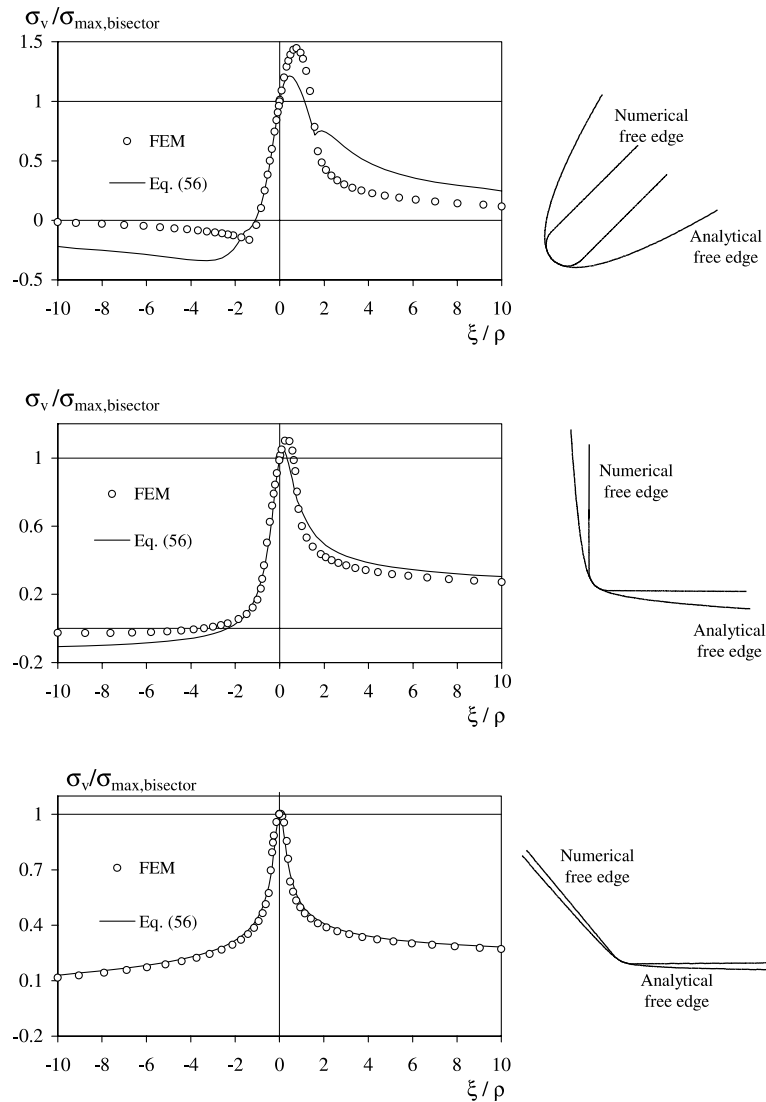 σv/σmax,bisector
1.5
1
0.5
0
-0.5
FEM
Eq. (56)
-10 -8 -6 -4 -2 0 2 4 6 8 10
ξ / ρ
Numerical
free edge
Analytical
free edge
σv/σmax,bisector
1
0.6
0.2
-0.2
FEM
Eq. (56)
-10 -8 -6 -4 -2 0 2 4 6 8 10
ξ / ρ
Numerical
free edge
Analytical
free edge
σv/σmax,bisector
1
0.7
0.4
0.1
-0.2
FEM
Eq. (56)
-10 -8 -6 -4 -2 0 2 4 6 8 10
ξ / ρ
Numerical
free edge
Analytical
free edge